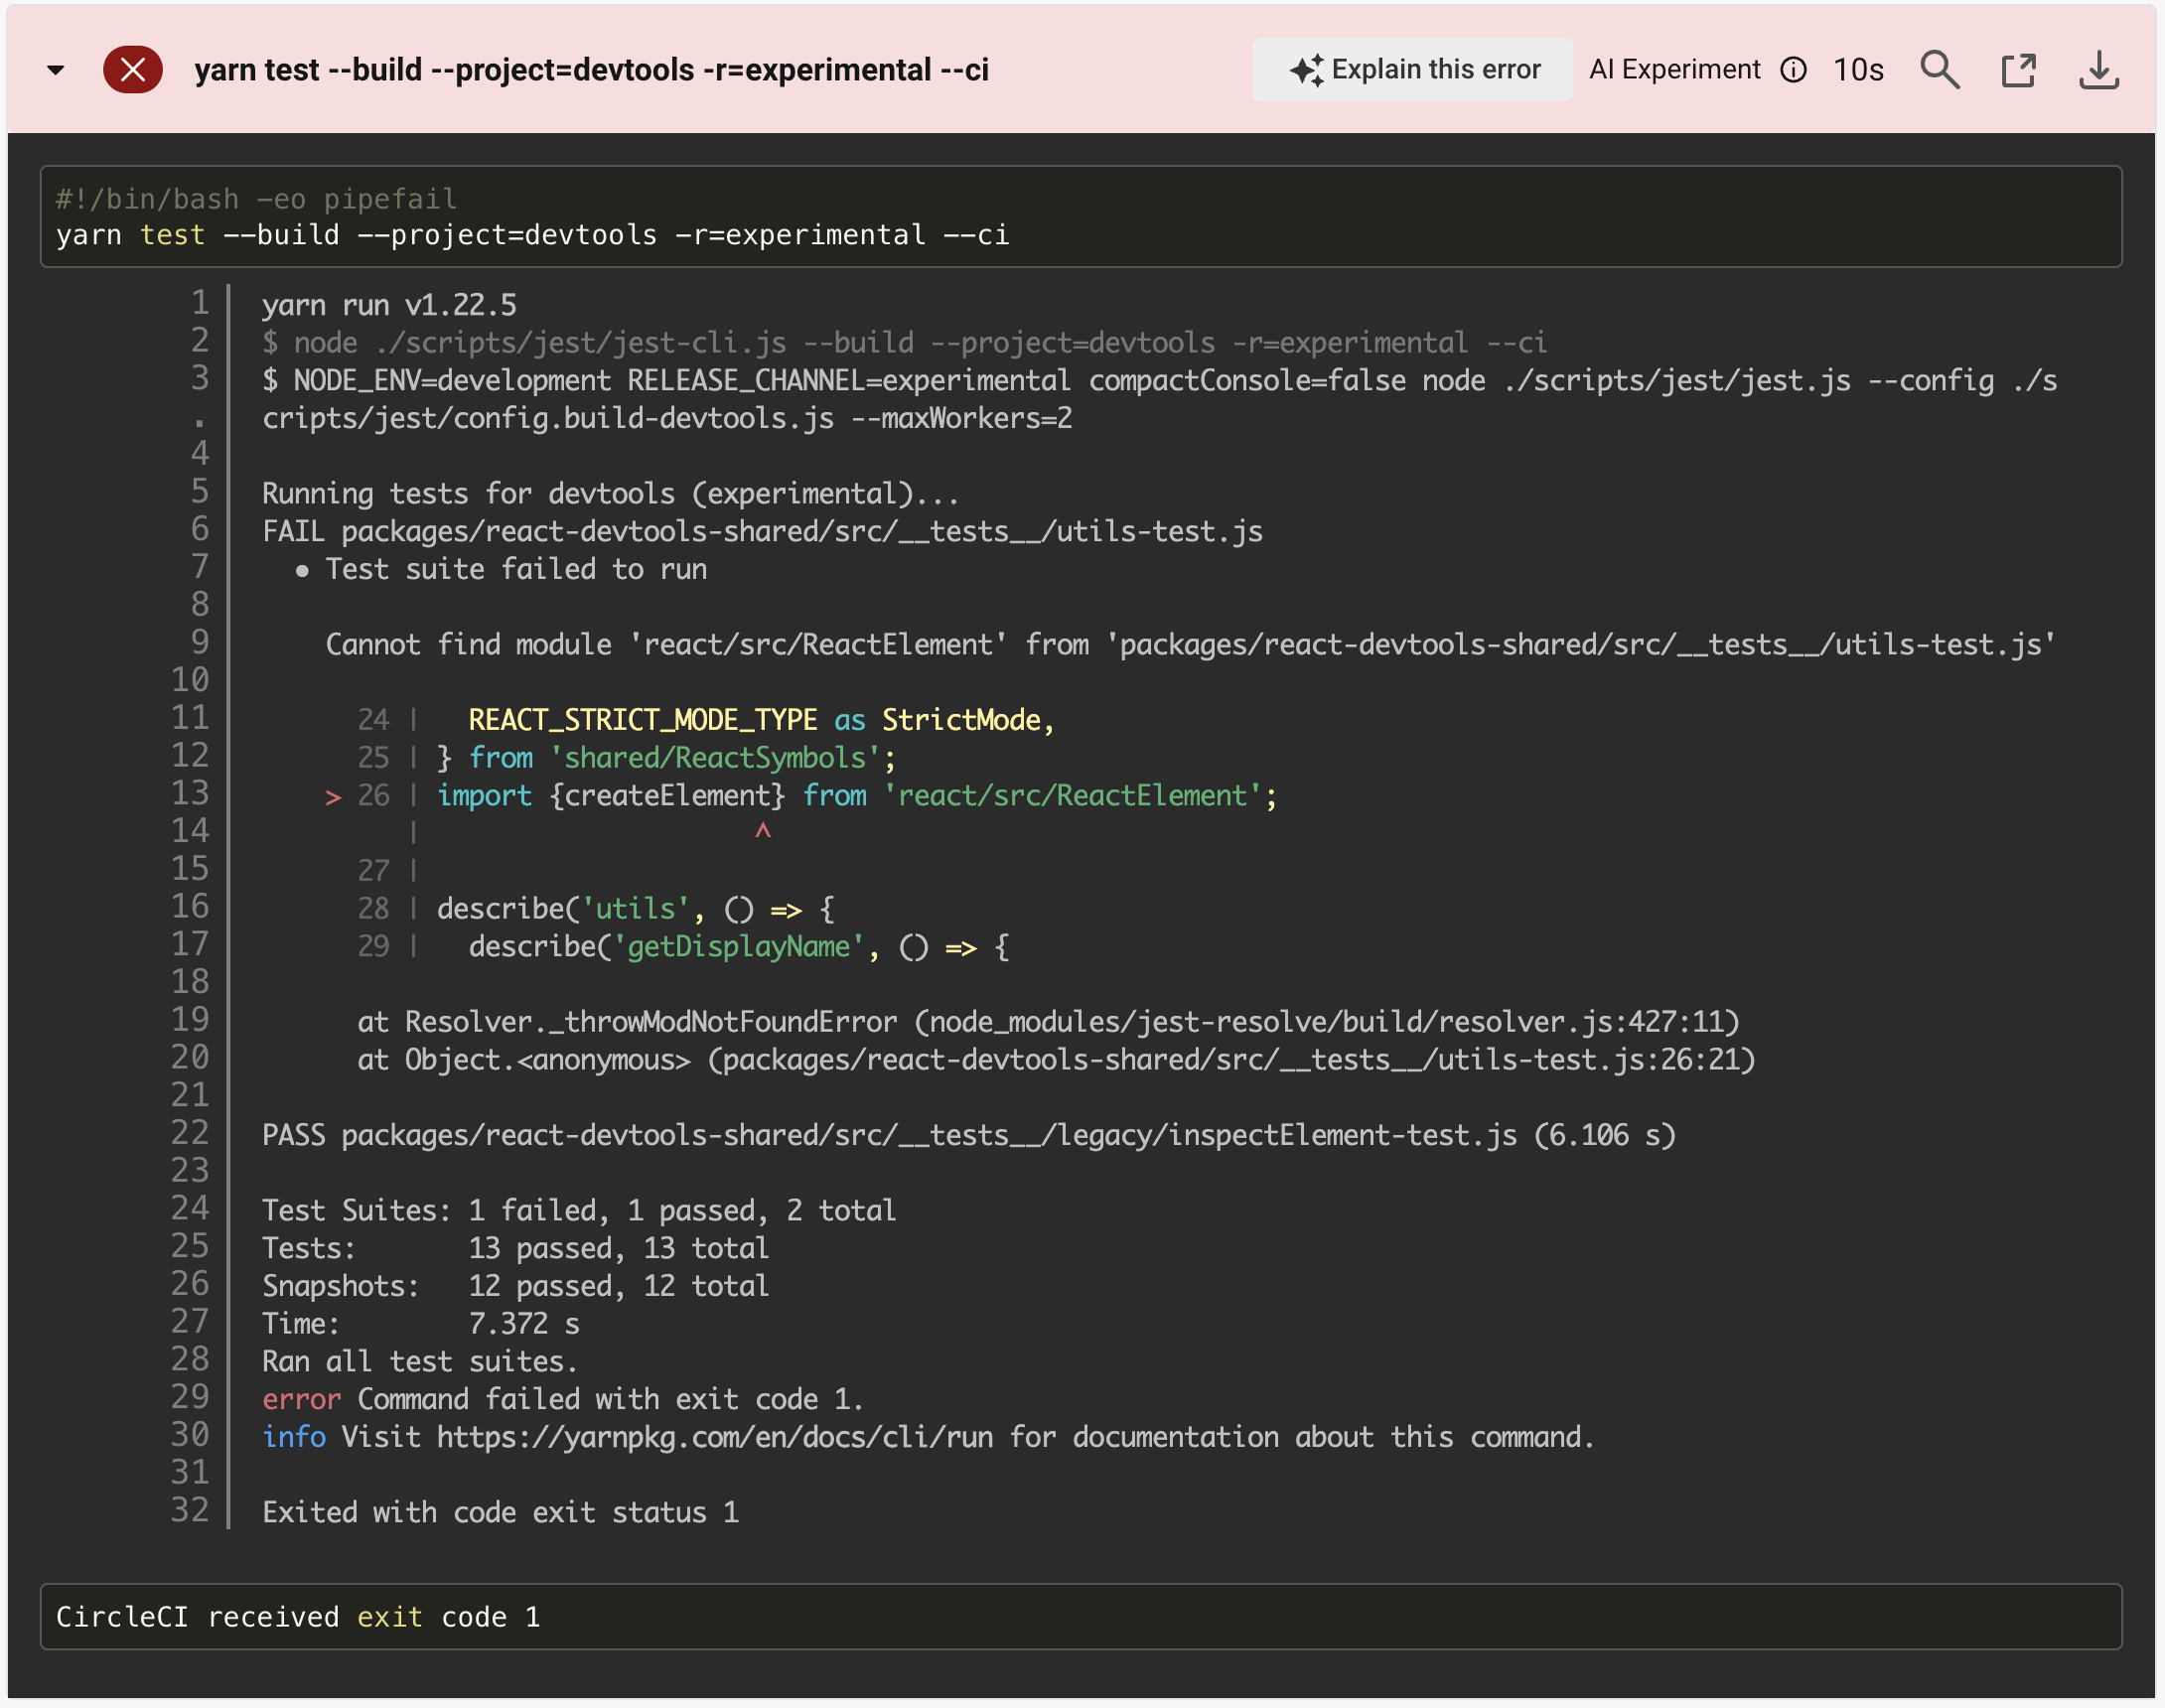 yarn test --build --project=devtools -r=experimental --ci
Explain this error
AI Experiment
10s
#!/bin/bash -eo pipefail
yarn test --build --project=devtools -r=experimental --ci
1 yarn run v1.22.5
2 $ node ./scripts/jest/jest-cli.js --build --project=devtools -r=experimental --ci
3 $ NODE_ENV=development RELEASE_CHANNEL=experimental compactConsole=false node ./scripts/jest/jest.js --config ./s
. cripts/jest/config.build-devtools.js --maxWorkers=2
4
5 Running tests for devtools (experimental)...
6 FAIL packages/react-devtools-shared/src/__tests__/utils-test.js
7   ● Test suite failed to run
8
9     Cannot find module 'react/src/ReactElement' from 'packages/react-devtools-shared/src/__tests__/utils-test.js'
10
11       24 |   REACT_STRICT_MODE_TYPE as StrictMode,
12       25 | } from 'shared/ReactSymbols';
13     > 26 | import {createElement} from 'react/src/ReactElement';
14          |                     ^
15       27 |
16       28 | describe('utils', () => {
17       29 |   describe('getDisplayName', () => {
18
19       at Resolver._throwModNotFoundError (node_modules/jest-resolve/build/resolver.js:427:11)
20       at Object.<anonymous> (packages/react-devtools-shared/src/__tests__/utils-test.js:26:21)
21
22 PASS packages/react-devtools-shared/src/__tests__/legacy/inspectElement-test.js (6.106 s)
23
24 Test Suites: 1 failed, 1 passed, 2 total
25 Tests:       13 passed, 13 total
26 Snapshots:   12 passed, 12 total
27 Time:        7.372 s
28 Ran all test suites.
29 error Command failed with exit code 1.
30 info Visit https://yarnpkg.com/en/docs/cli/run for documentation about this command.
31
32 Exited with code exit status 1
CircleCI received exit code 1